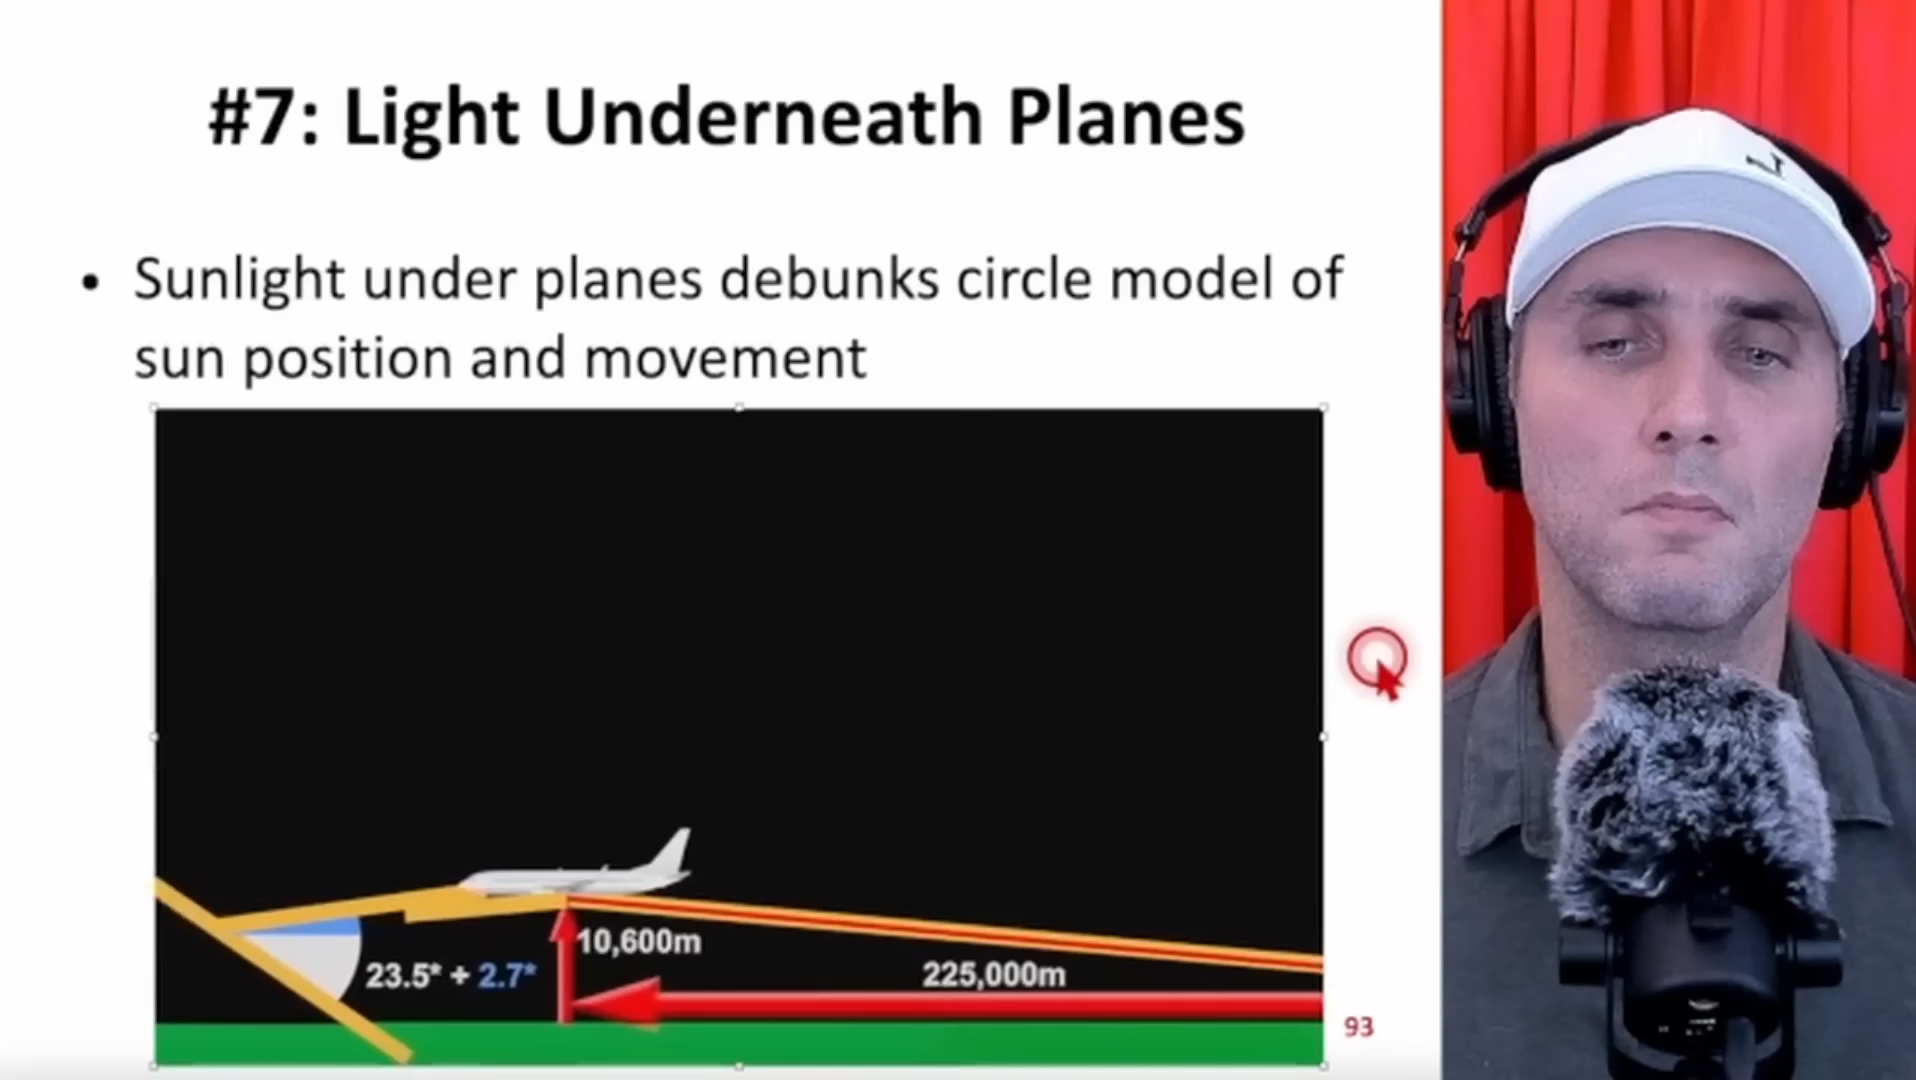 #7: Light Underneath Planes
• Sunlight under planes debunks circle model of
sun position and movement
10,600m
23.5* + 2.7*
225,000m
93